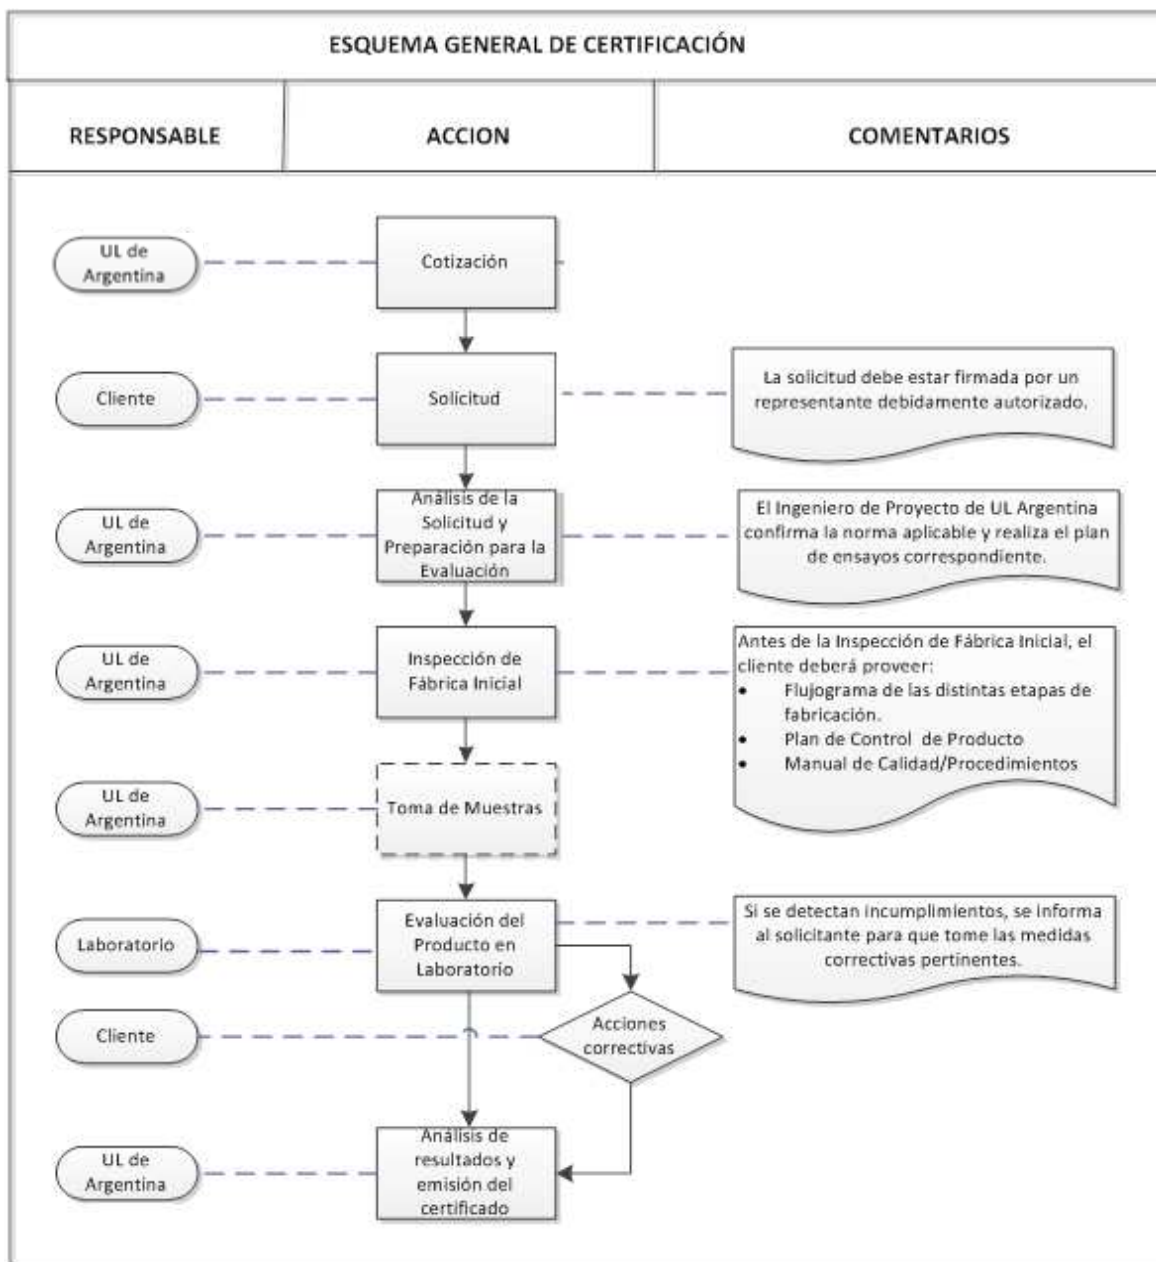 ESQUEMA GENERAL DE CERTIFICACIÓN
RESPONSABLE
ACCION
COMENTARIOS
UL de
Argentina
Cotización
Cliente
Solicitud
La solicitud debe estar firmada por un
representante debidamente autorizado.
UL de
Argentina
Análisis de la
Solicitud y
Preparación para la
Evaluación
El Ingeniero de Proyecto de UL Argentina
confirma la norma aplicable y realiza el plan
de ensayos correspondiente.
UL de
Argentina
Inspección de
Fábrica Inicial
Antes de la Inspección de Fábrica Inicial, el
cliente deberá proveer:
• Flujograma de las distintas etapas de
fabricación.
• Plan de Control de Producto
• Manual de Calidad/Procedimientos
UL de
Argentina
Toma de Muestras
Laboratorio
Evaluación del
Producto en
Laboratorio
Si se detectan incumplimientos, se informa
al solicitante para que tome las medidas
correctivas pertinentes.
Cliente
Acciones
correctivas
UL de
Argentina
Análisis de
resultados y
emisión del
certificado